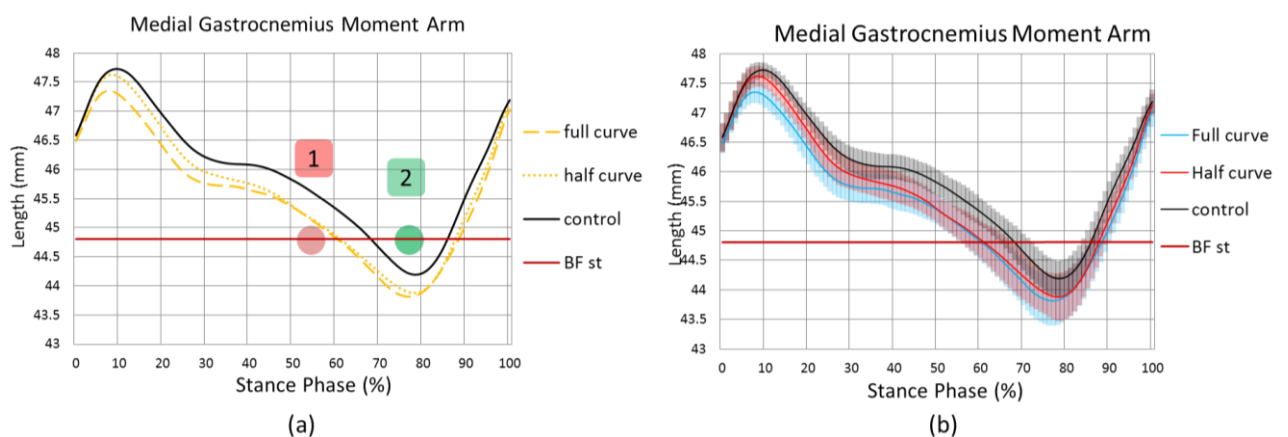 Medial Gastrocnemius Moment Arm
48
47.5
47
46.5
46
45.5
45
44.5
44
43.5
43
Length (mm)
1
2
0 10 20 30 40 50 60 70 80 90 100
Stance Phase (%)
full curve
half curve
control
BF st
(a)
Medial Gastrocnemius Moment Arm
48
47.5
47
46.5
46
45.5
45
44.5
44
43.5
43
Length (mm)
0 10 20 30 40 50 60 70 80 90 100
Stance Phase (%)
Full curve
Half curve
control
BF st
(b)